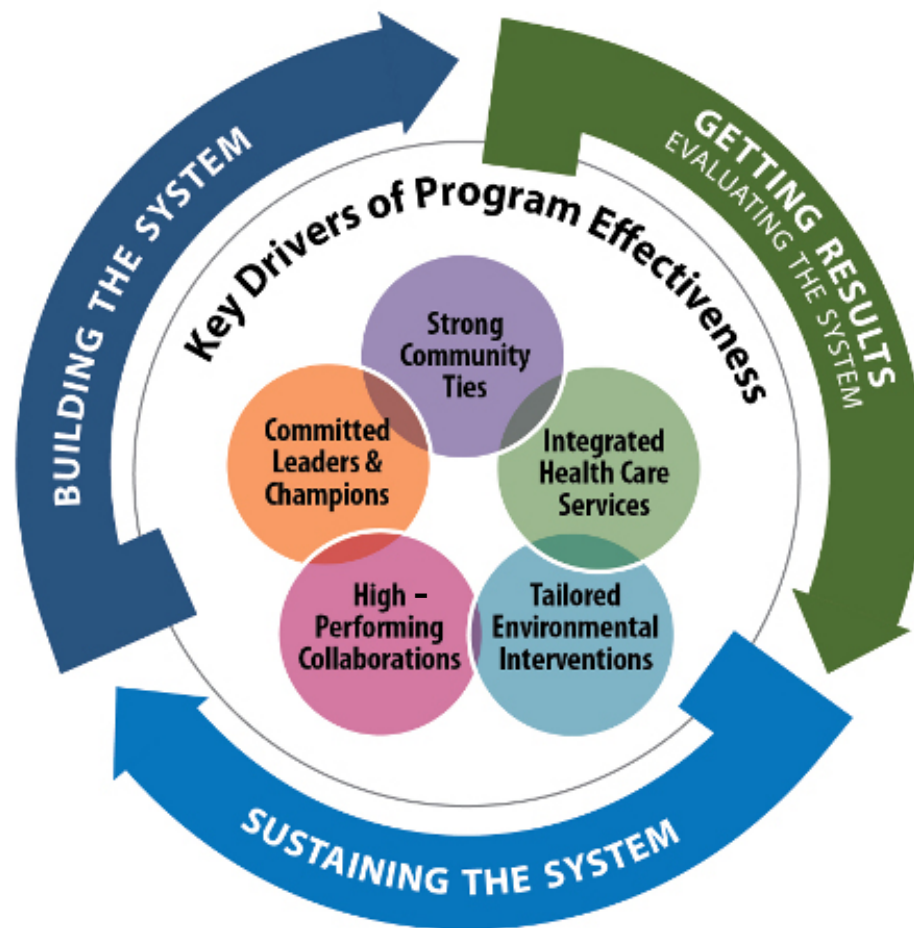 BUILDING THE SYSTEM
GETTING RESULTS
EVALUATING THE SYSTEM
SUSTAINING THE SYSTEM
Key Drivers of Program Effectiveness
Strong
Community
Ties
Committed
Leaders &
Champions
Integrated
Health Care
Services
High –
Performing
Collaborations
Tailored
Environmental
Interventions